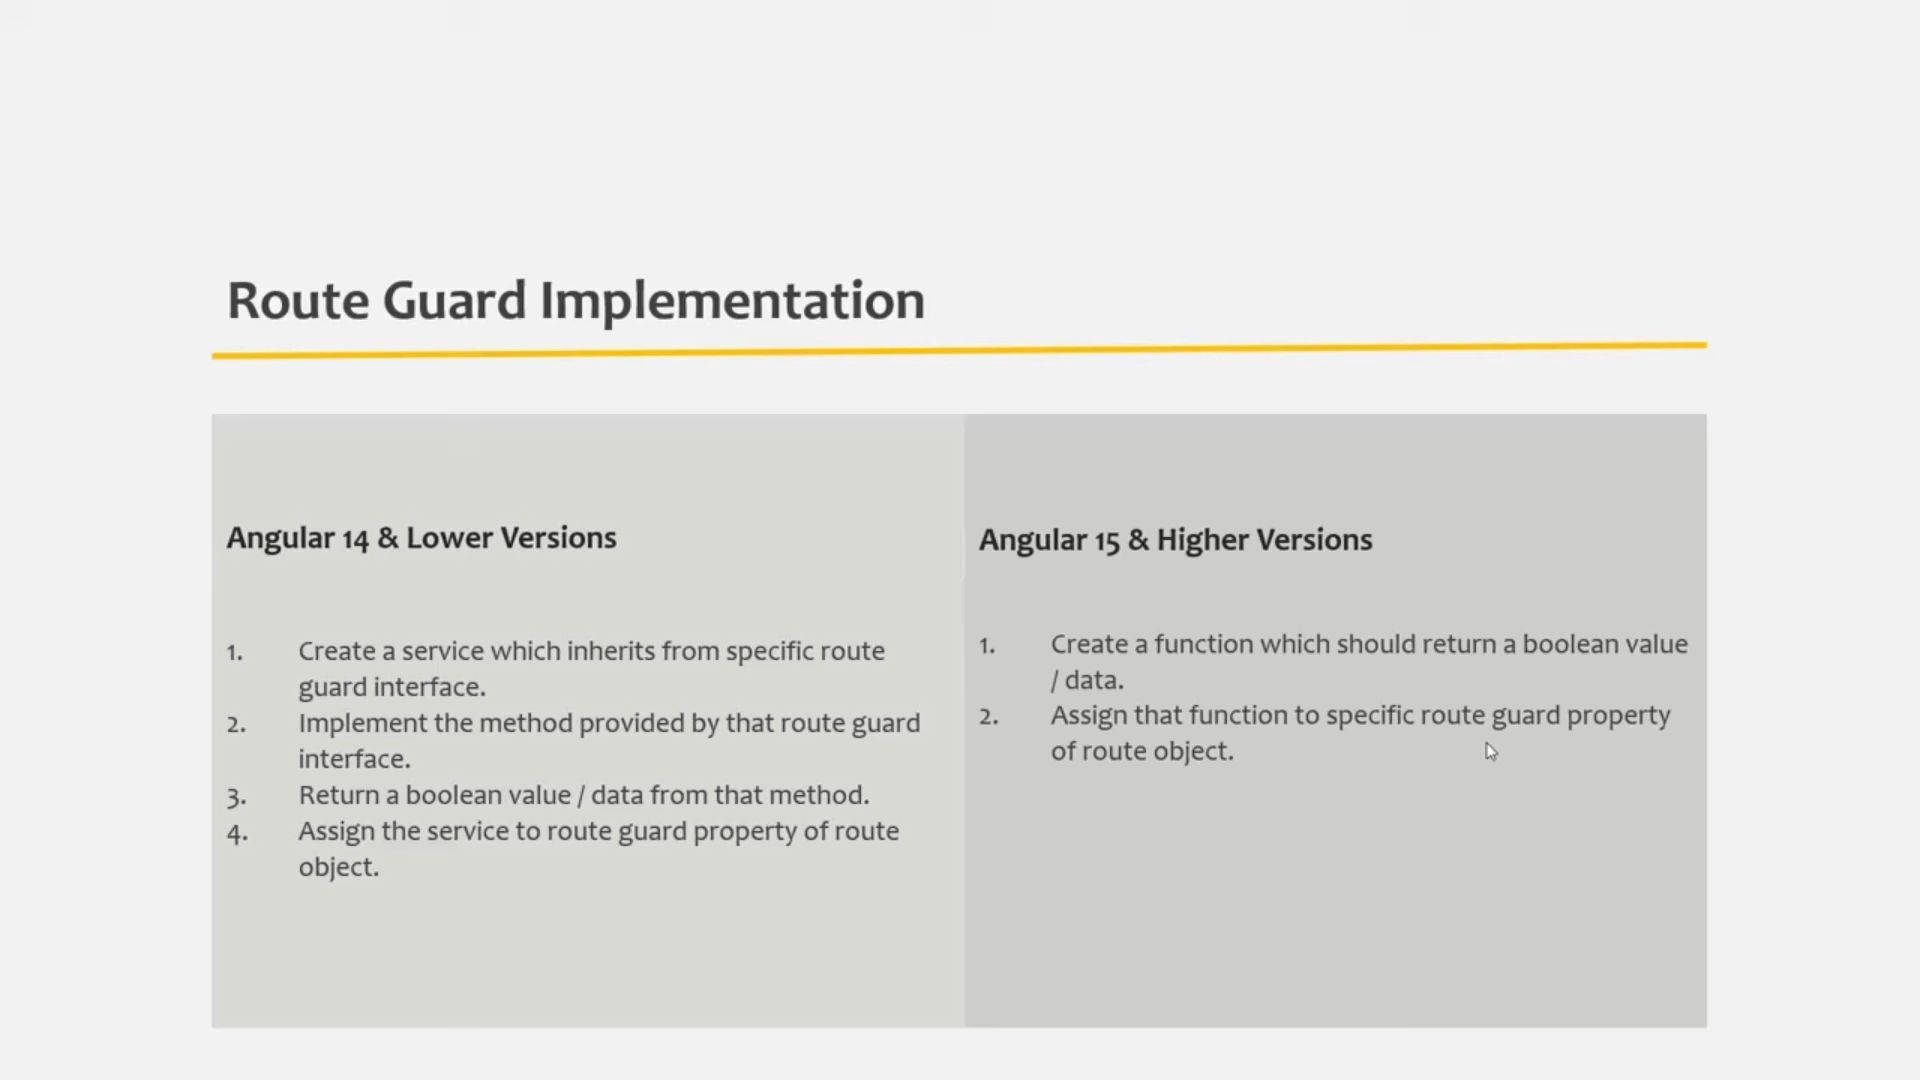 Route Guard Implementation
Angular 14 & Lower Versions
1. Create a service which inherits from specific route
guard interface.
2. Implement the method provided by that route guard
interface.
3. Return a boolean value / data from that method.
4. Assign the service to route guard property of route
object.
Angular 15 & Higher Versions
1. Create a function which should return a boolean value
/ data.
2. Assign that function to specific route guard property
of route object.